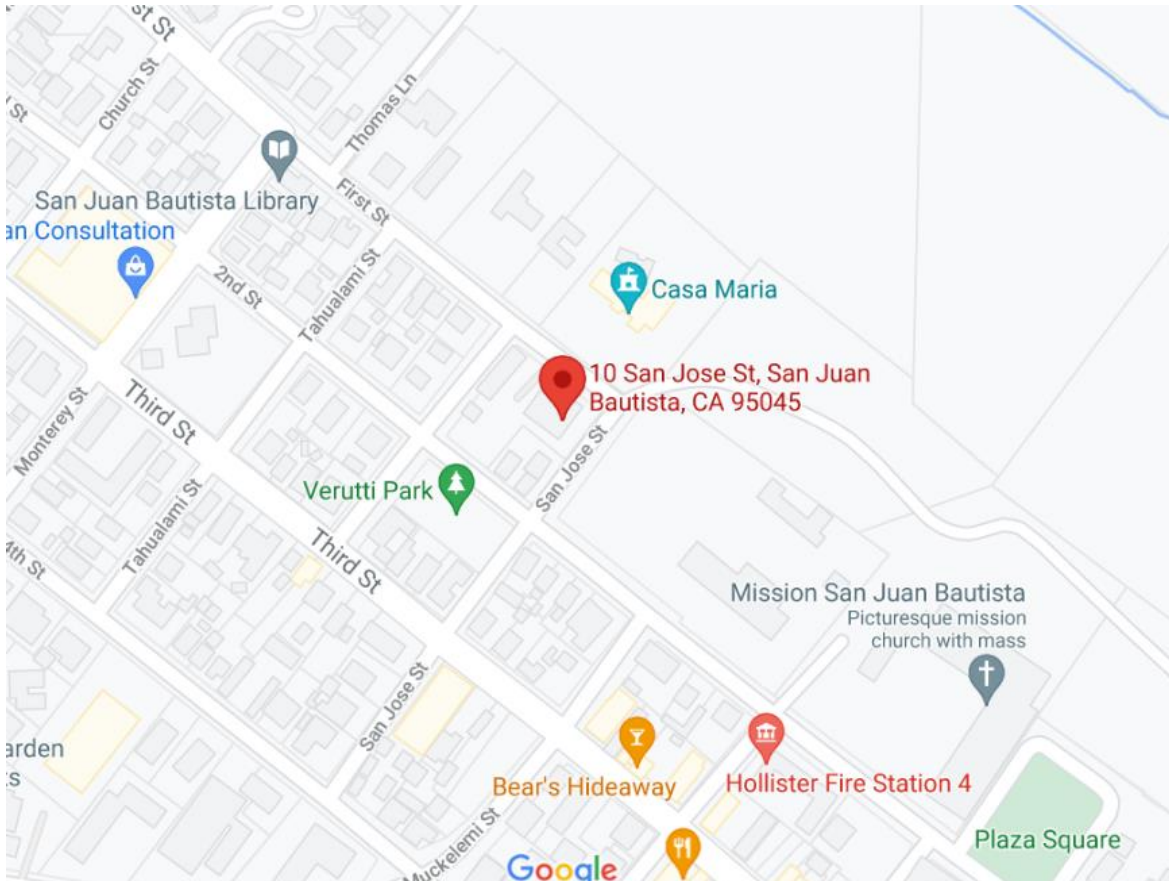 st St
Church St
d St
Thomas Ln
San Juan Bautista Library
an Consultation
First St
2nd St
Tahualami St
Casa Maria
10 San Jose St, San Juan
Bautista, CA 95045
Monterey St
Third St
San Jose St
Verutti Park
Tahualami St
4th St
Third St
Mission San Juan Bautista
Picturesque mission
church with mass
San Jose St
arden
ts
Bear's Hideaway
Hollister Fire Station 4
Muckelemi St
Plaza Square
Google